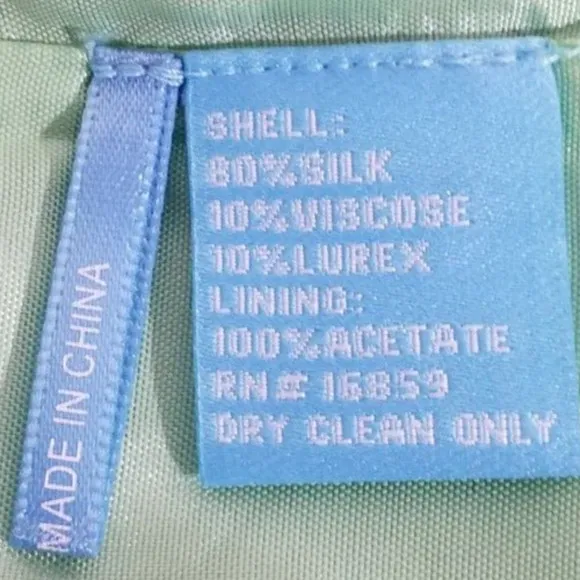 MADE IN CHINA
SHELL:
80%SILK
10%VISCOSE
10%LUREX
LINING:
100%ACETATE
RN# 16859
DRY CLEAN ONLY